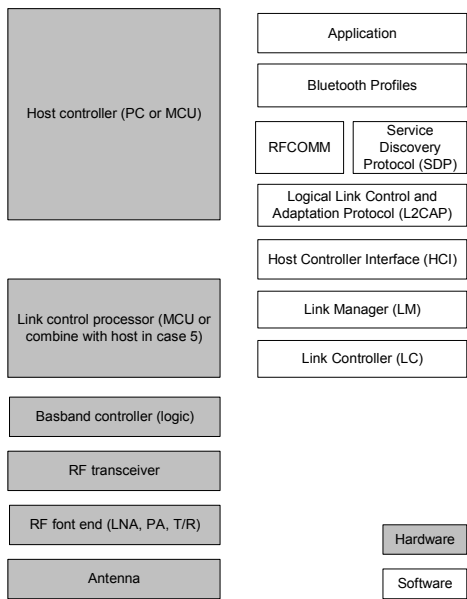 Host controller (PC or MCU)
Application
Bluetooth Profiles
RFCOMM
Service
Discovery
Protocol (SDP)
Logical Link Control and
Adaptation Protocol (L2CAP)
Host Controller Interface (HCI)
Link control processor (MCU or
combine with host in case 5)
Link Manager (LM)
Link Controller (LC)
Basband controller (logic)
RF transceiver
RF font end (LNA, PA, T/R)
Antenna
Hardware
Software